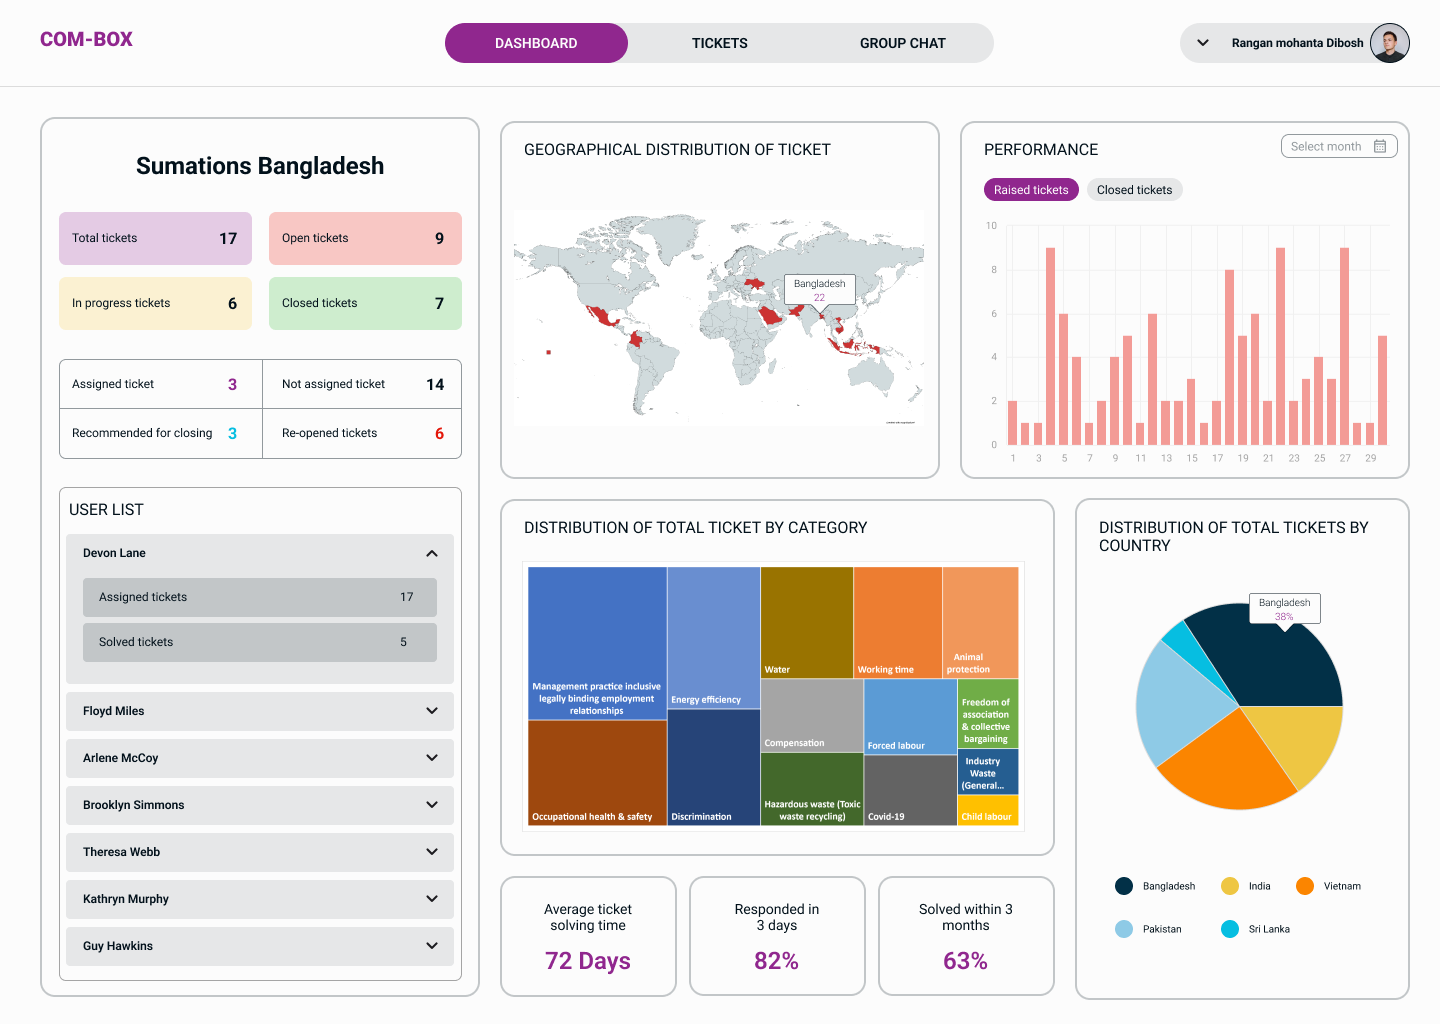 COM-BOX
DASHBOARD
TICKETS
GROUP CHAT
Rangan mohanta Dibosh
Sumations Bangladesh
Total tickets 17
Open tickets 9
In progress tickets 6
Closed tickets 7
Assigned ticket 3
Not assigned ticket 14
Recommended for closing 3
Re-opened tickets 6
USER LIST
Devon Lane
Assigned tickets 17
Solved tickets 5
Floyd Miles
Arlene McCoy
Brooklyn Simmons
Theresa Webb
Kathryn Murphy
Guy Hawkins
GEOGRAPHICAL DISTRIBUTION OF TICKET
Bangladesh
22
PERFORMANCE
Select month
Raised tickets
Closed tickets
10
8
6
4
2
0
1 3 5 7 9 11 13 15 17 19 21 23 25 27 29
DISTRIBUTION OF TOTAL TICKET BY CATEGORY
Management practice inclusive
legally binding employment
relationships
Energy efficiency
Water
Working time
Animal
protection
Occupational health & safety
Discrimination
Compensation
Forced labour
Freedom of
association
& collective
bargaining
Hazardous waste (Toxic
waste recycling)
Covid-19
Industry
Waste
(General...
Child labour
DISTRIBUTION OF TOTAL TICKETS BY
COUNTRY
Bangladesh
38%
Bangladesh
India
Vietnam
Pakistan
Sri Lanka
Average ticket
solving time
72 Days
Responded in
3 days
82%
Solved within 3
months
63%